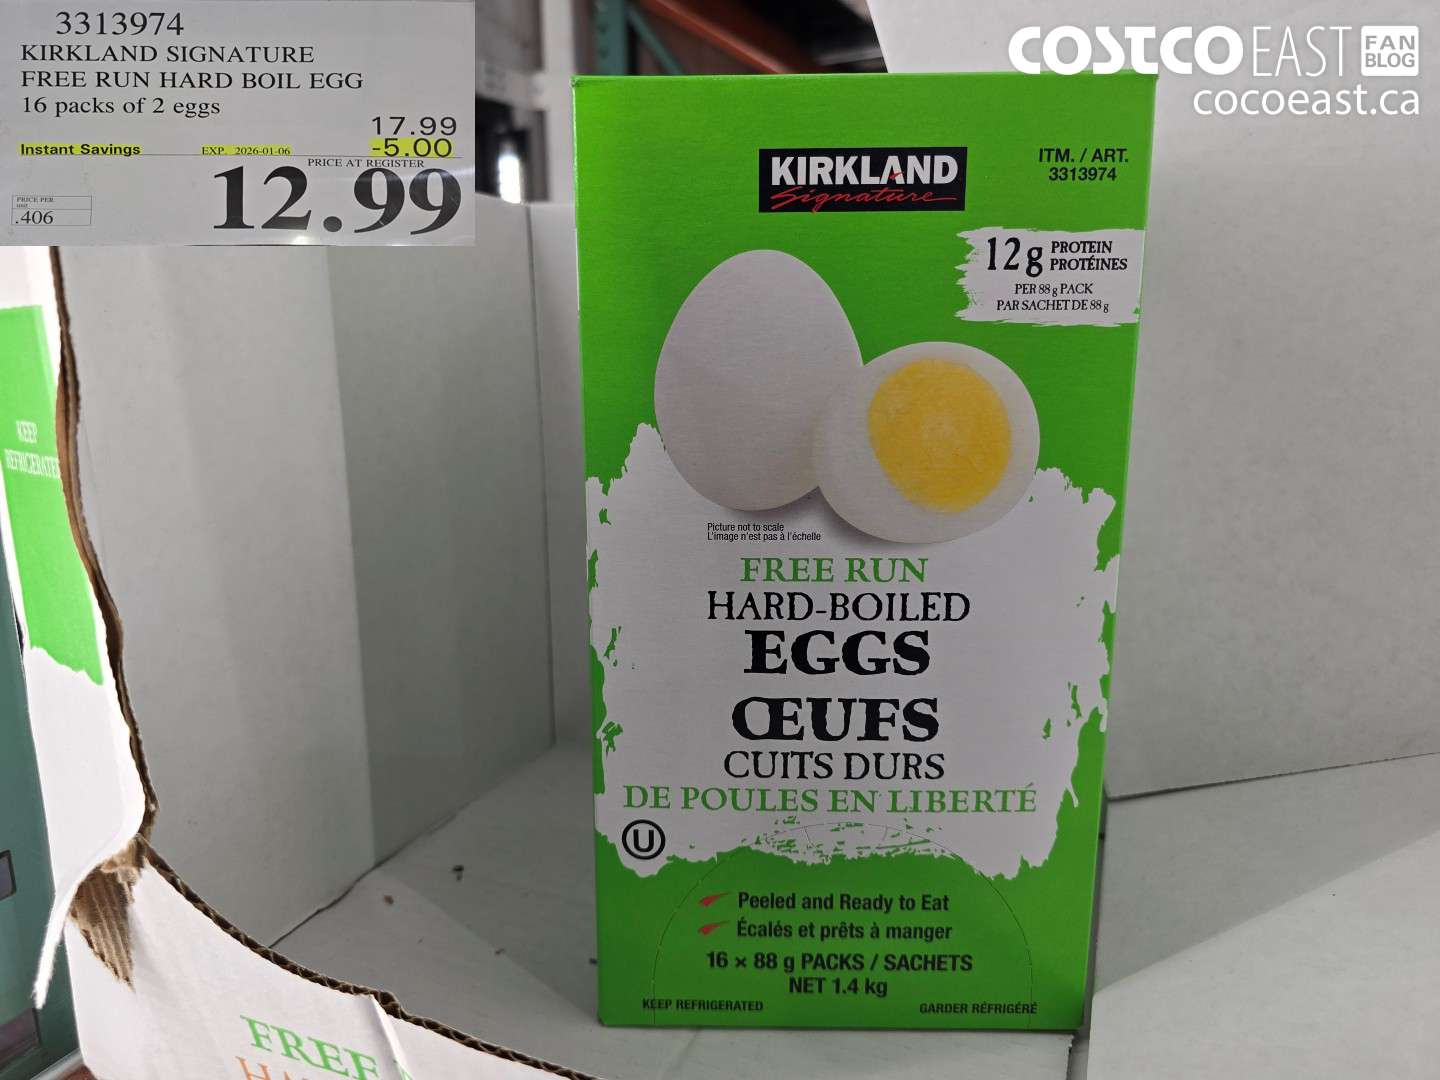 3313974
KIRKLAND SIGNATURE
FREE RUN HARD BOIL EGG
16 packs of 2 eggs
17.99
Instant Savings EXP. 2026-01-06 -5.00
PRICE AT REGISTER
12.99
PRICE PER
unit
.406
COSTCO EAST FAN BLOG
cocoeast.ca
KIRKLAND
Signature
ITM. / ART.
3313974
12g PROTEIN
PROTÉINES
PER 88 g PACK
PAR SACHET DE 88 g
KEEP
REFRIGERATE
Picture not to scale
L'image n'est pas à l'échelle
FREE RUN
HARD-BOILED
EGGS
ŒUFS
CUITS DURS
DE POULES EN LIBERTÉ
U
Peeled and Ready to Eat
Écalés et prêts à manger
16 × 88 g PACKS / SACHETS
NET 1.4 kg
KEEP REFRIGERATED
GARDER RÉFRIGÉRÉ
FREE